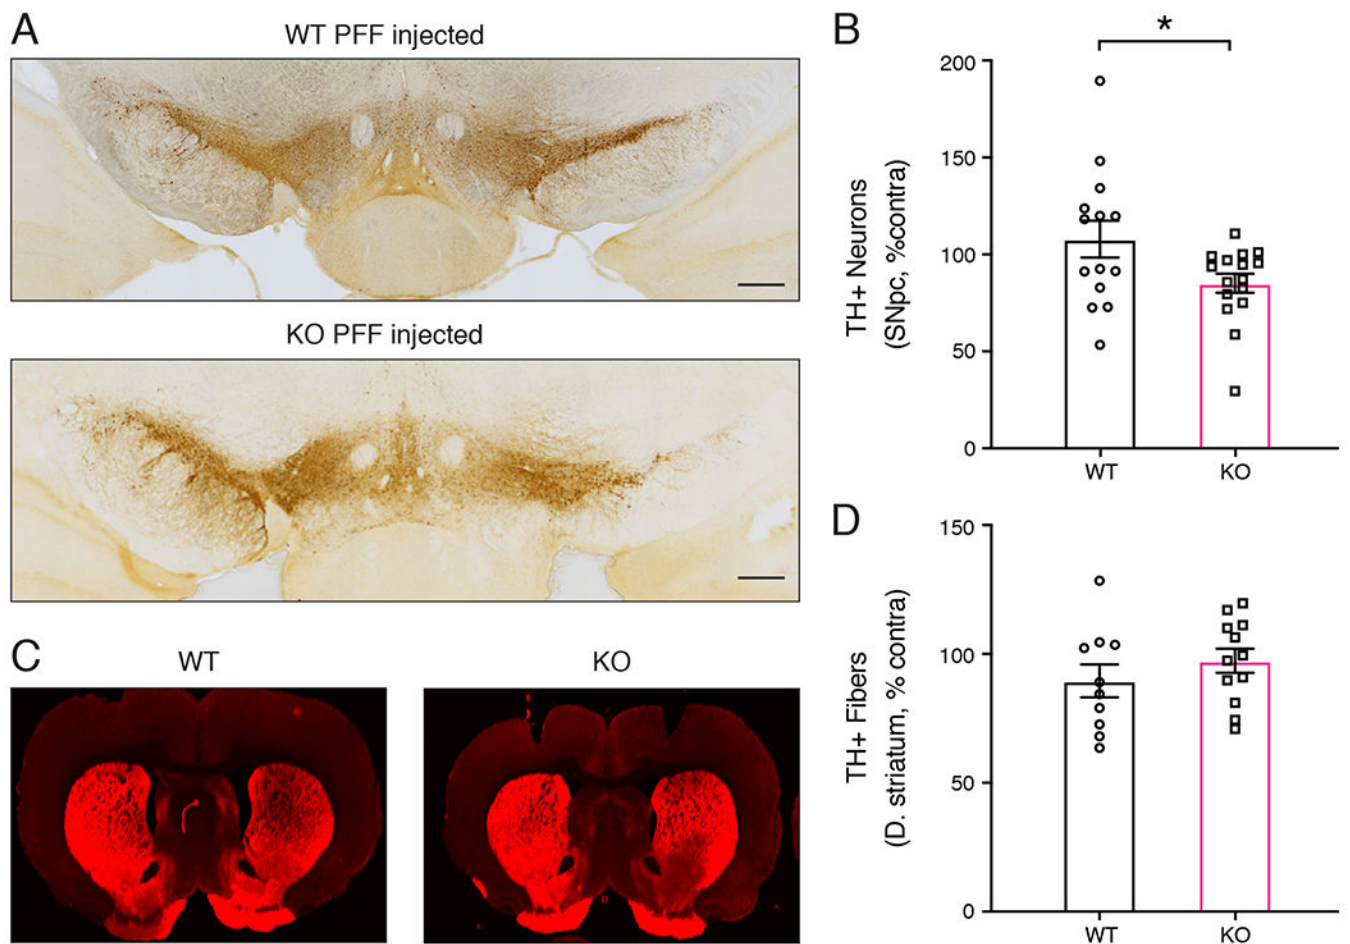 A
WT PFF injected
KO PFF injected
B
*
TH+ Neurons
(SNpc, %contra)
200
150
100
50
0
WT
KO
C
WT
KO
D
TH+ Fibers
(D. striatum, % contra)
150
100
50
0
WT
KO